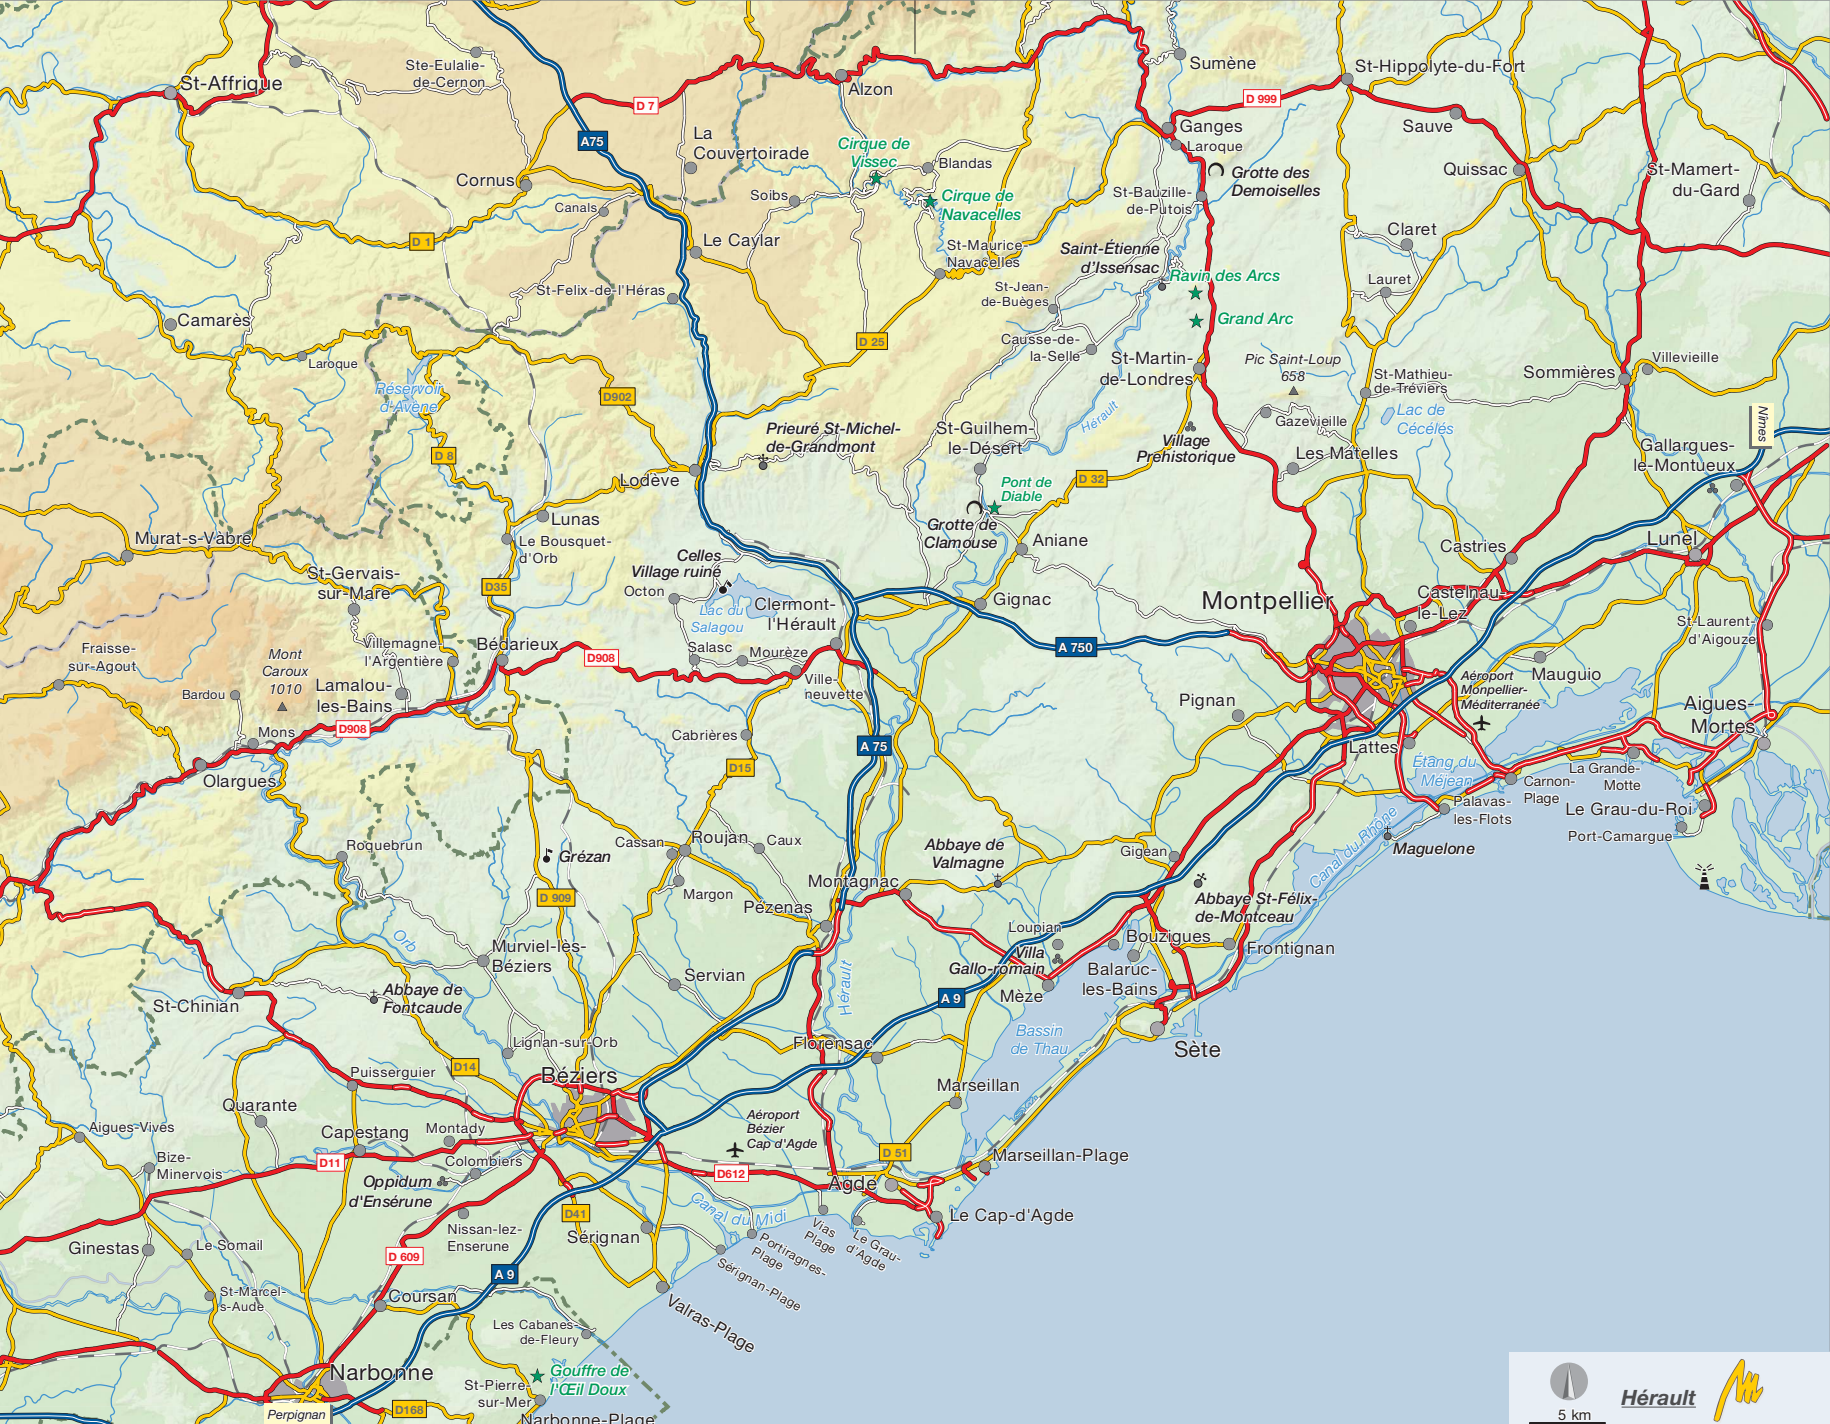 St-Affrique
Ste-Eulalie-
de-Cernon
D 7
Alzon
Sumène
St-Hippolyte-du-Fort
D 999
Sauve
A75
La
Couvertoirade
Cirque de
Vissec
Blandas
Ganges
Laroque
Grotte des
Demoiselles
Quissac
St-Mamert-
du-Gard
Cornus
Canals
Soibs
Cirque de
Navacelles
St-Bauzille-
de-Putois
D 1
Le Caylar
St-Maurice-
Navacelles
Saint-Étienne
d'Issensac
Ravin des Arcs
Claret
Lauret
St-Felix-de-l'Héras
St-Jean-
de-Buèges
Grand Arc
Camarès
Laroque
D 25
Causse-de-
la-Selle
St-Martin-
de-Londres
Pic Saint-Loup
658
St-Mathieu-
de-Tréviers
Sommières
Villevieille
Réservoir
d'Avène
D902
Hérault
Gazevieille
Lac de
Cécélés
Nîmes
Prieuré St-Michel-
de-Grandmont
St-Guilhem-
le-Désert
Village
Prehistorique
Les Matelles
Gallargues-
le-Montueux
D 8
Lodève
Pont de
Diable
D 32
Lunas
Grotte de
Clamouse
Aniane
Murat-s-Vàbre
Le Bousquet-
d'Orb
Celles
Village ruiné
Castries
Lunel
St-Gervais-
sur-Mare
D35
Octon
Lac du
Salagou
Clermont-
l'Hérault
Gignac
Montpellier
Castelnau-
le-Lez
St-Laurent-
d'Aigouze
Fraisse-
sur-Agout
Mont
Caroux
1010
Villemagne-
l'Argentière
Bédarieux
D908
Salasc
Mourèze
A 750
Bardou
Lamalou-
les-Bains
Ville-
neuvette
Pignan
Aéroport
Monpellier-
Méditerranée
Mauguio
Aigues-
Mortes
Mons
D908
Cabrières
A 75
Lattes
Olargues
D15
Étang du
Méjean
Carnon-
Plage
La Grande-
Motte
Palavas-
les-Flots
Le Grau-du-Roi
Port-Camargue
Roquebrun
Grézan
Cassan
Roujan
Caux
Abbaye de
Valmagne
Gigean
Canal du Rhône
Maguelone
D 909
Margon
Montagnac
Pézenas
Abbaye St-Félix-
de-Montceau
Orb
Murviel-lès-
Béziers
Loupian
Villa
Gallo-romain
Bouzigues
Frontignan
Servian
Hérault
A 9
Mèze
Balaruc-
les-Bains
St-Chinian
Abbaye de
Fontcaude
Bassin
de Thau
Sète
Lignan-sur-Orb
Florensac
D14
Béziers
Puisserguier
Marseillan
Quarante
Aéroport
Bézier
Cap d'Agde
Aigues-Vives
Capestang
Montady
D 51
Marseillan-Plage
Bize-
Minervois
D11
Colombiers
D612
Agde
Oppidum
d'Ensérune
Canal du Midi
Le Cap-d'Agde
D41
Nissan-lez-
Enserune
Sérignan
Vias
Plage
Le Grau-
d'Agde
Portiragnes-
Plage
Sérignan-Plage
Ginestas
Le Somail
D 609
A 9
St-Marcel-
s-Aude
Coursan
Valras-Plage
Les Cabanes-
de-Fleury
Narbonne
Gouffre de
l'Œil Doux
St-Pierre-
sur-Mer
Perpignan
D168
Narbonne-Plage
Hérault
5 km